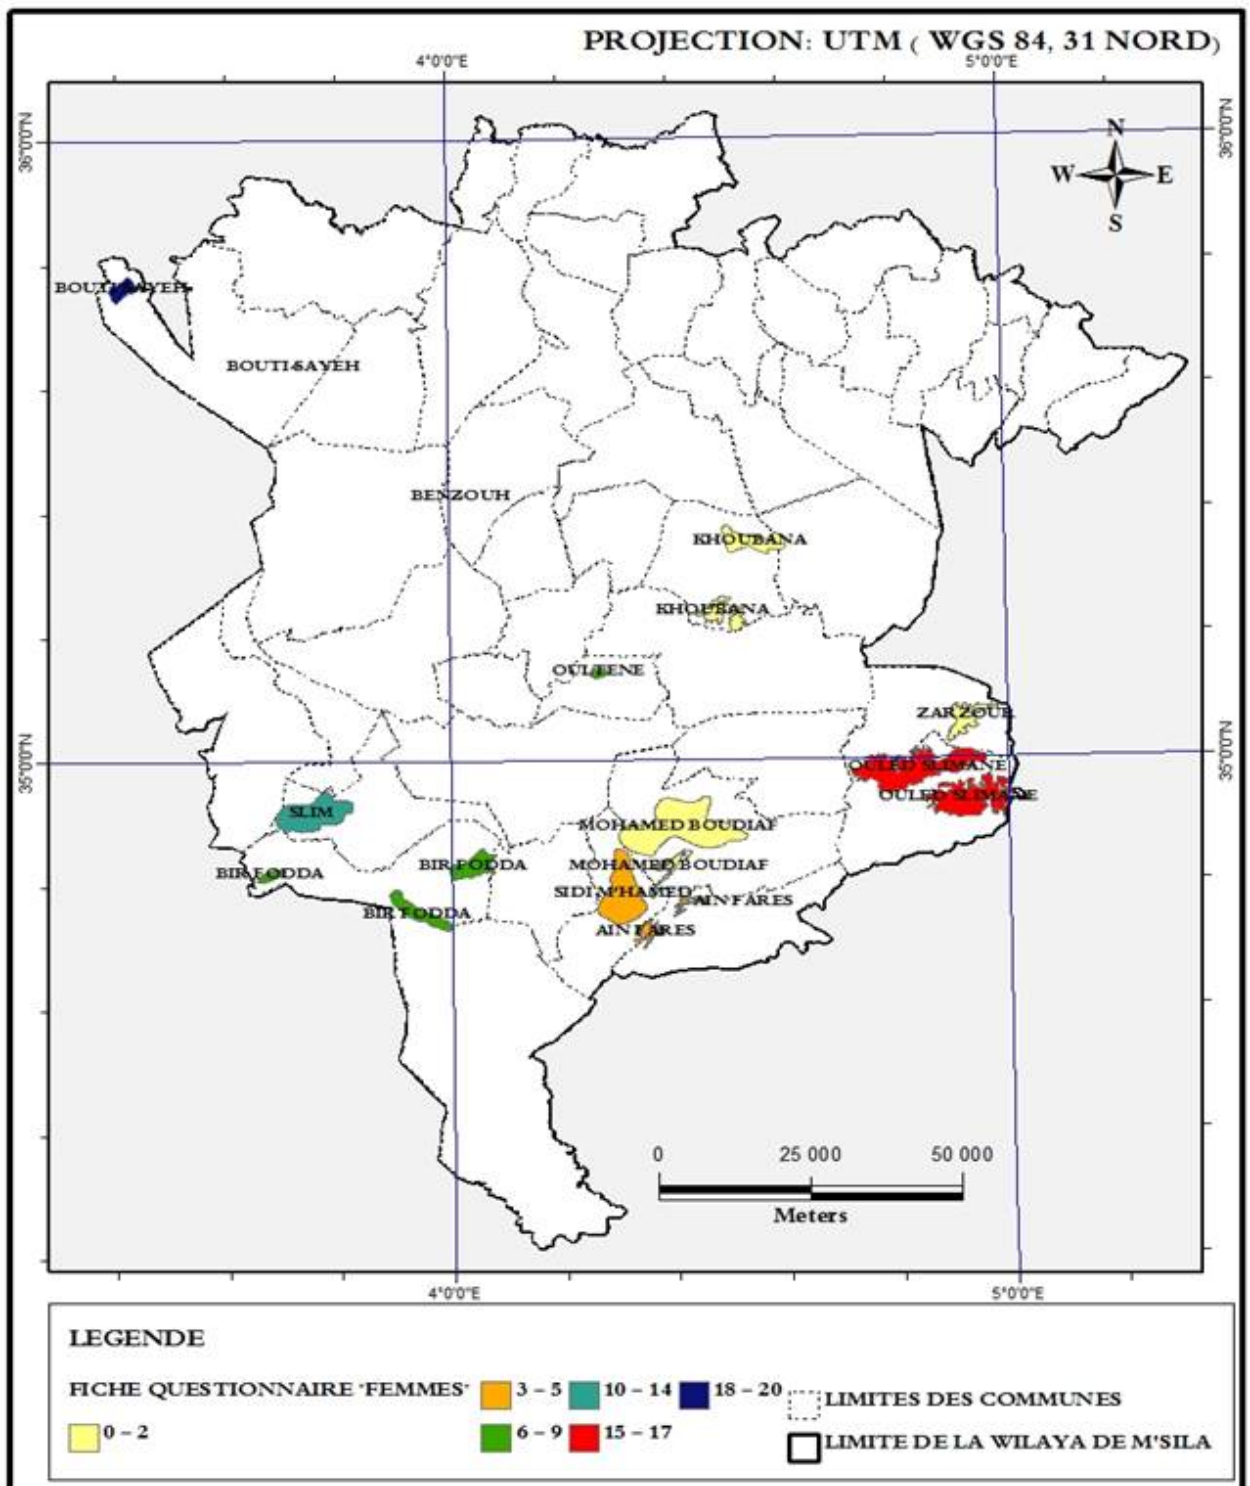 PROJECTION: UTM ( WGS 84, 31 NORD)
4°0'0"E 5°0'0"E
36°0'0"N 36°0'0"N
N
W E
S
BOUTI SAYEH
BOUTI SAYEH
BENZOUH
KHOUBANA
KHOUBANA
OULTENE
ZARZOUR
35°0'0"N 35°0'0"N
OULED SLIMANE
OULED SLIMANE
SLIM
MOHAMED BOUDIAF
BIR FODDA
MOHAMED BOUDIAF
BIR FODDA
SIDI M'HAMED
AIN FARES
BIR FODDA
AIN FARES
0 25 000 50 000
Meters
4°0'0"E 5°0'0"E
LEGENDE
FICHE QUESTIONNAIRE "FEMMES"
0 – 2
3 – 5
6 – 9
10 – 14
15 – 17
18 – 20
LIMITES DES COMMUNES
LIMITE DE LA WILAYA DE M'SILA